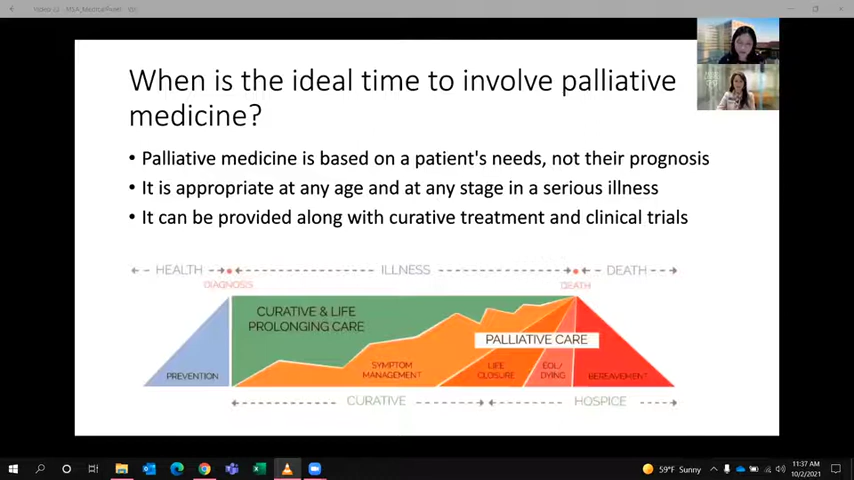 When is the ideal time to involve palliative
medicine?
• Palliative medicine is based on a patient's needs, not their prognosis
• It is appropriate at any age and at any stage in a serious illness
• It can be provided along with curative treatment and clinical trials
HEALTH
ILLNESS
DEATH
DIAGNOSIS
DEATH
CURATIVE & LIFE
PROLONGING CARE
PALLIATIVE CARE
PREVENTION
SYMPTOM
MANAGEMENT
LIFE
CLOSURE
EOL/
DYING
BEREAVEMENT
CURATIVE
HOSPICE
59°F Sunny
11:37 AM
10/2/2021